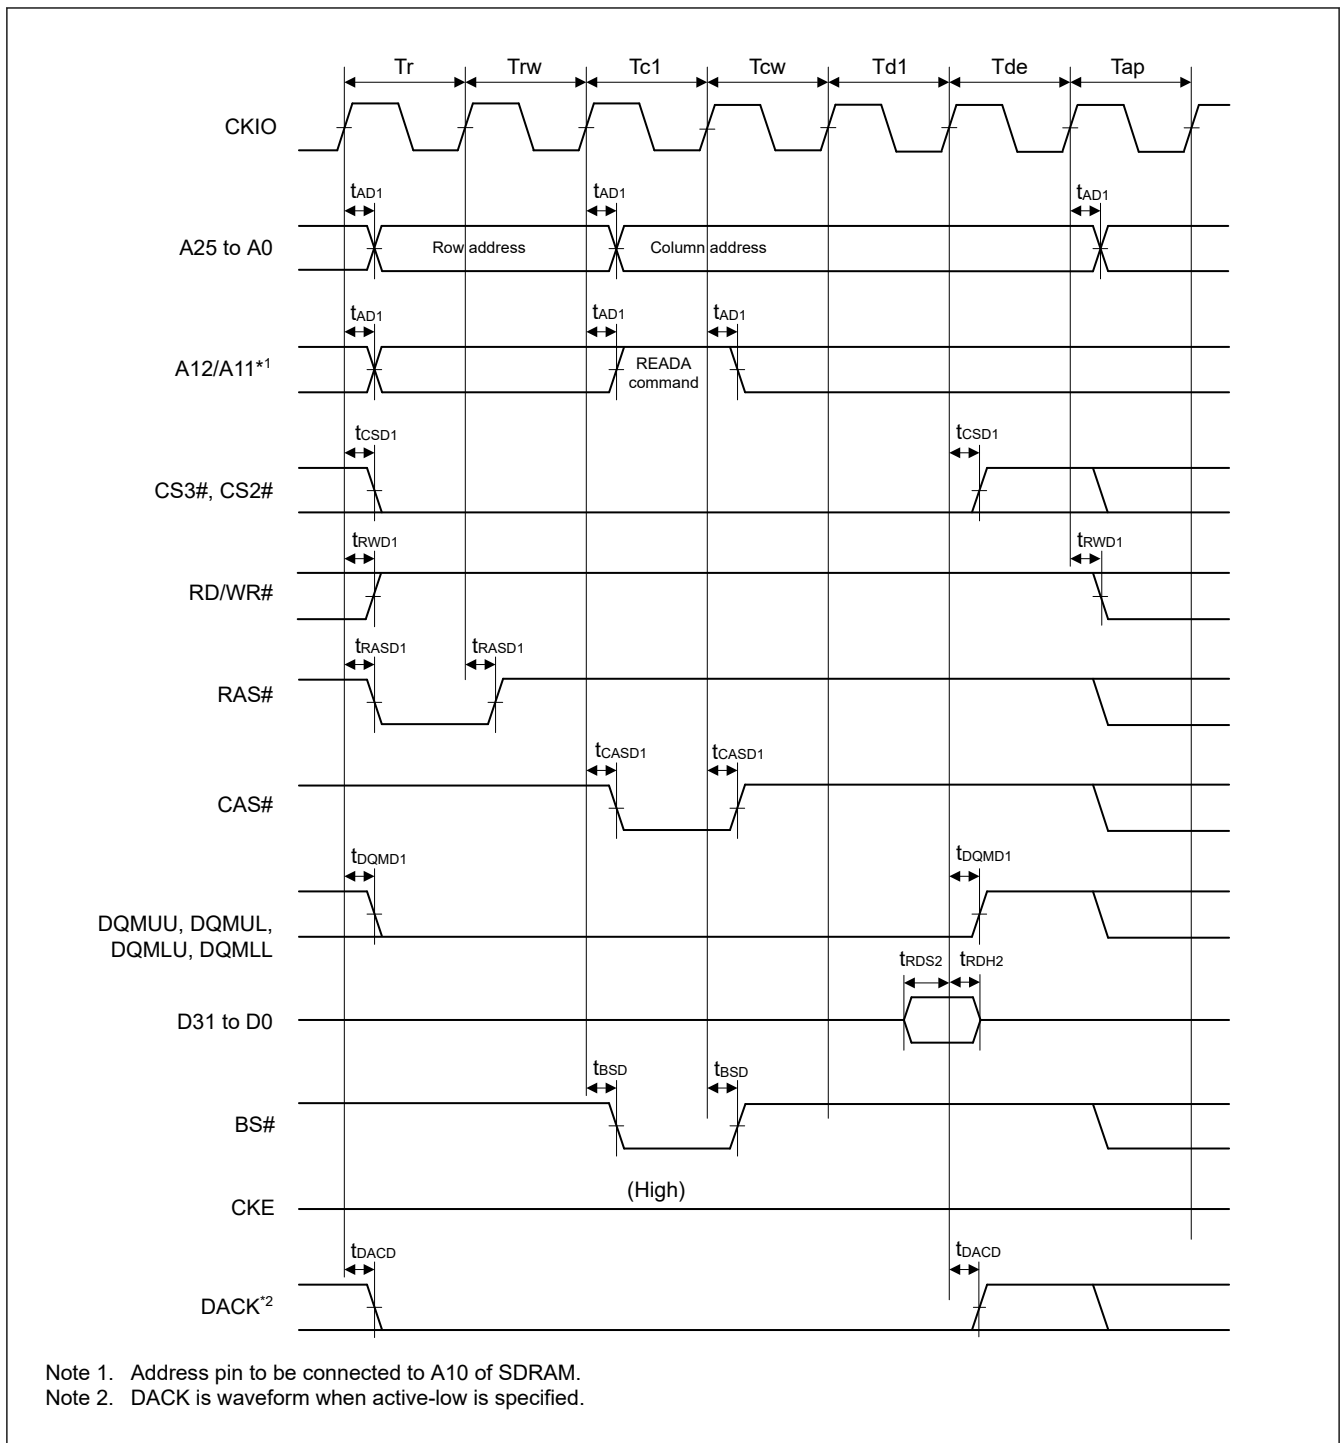 Tr Trw Tc1 Tcw Td1 Tde Tap
CKIO
tAD1 tAD1 tAD1
A25 to A0 Row address Column address
tAD1 tAD1 tAD1
A12/A11*1 READA
command
tCSD1 tCSD1
CS3#, CS2#
tRWD1 tRWD1
RD/WR#
tRASD1 tRASD1
RAS#
tCASD1 tCASD1
CAS#
tDQMD1 tDQMD1
DQMUU, DQMUL,
DQMLU, DQMLL
tRDS2 tRDH2
D31 to D0
tBSD tBSD
BS#
(High)
CKE
tDACD tDACD
DACK*2
Note 1. Address pin to be connected to A10 of SDRAM.
Note 2. DACK is waveform when active-low is specified.